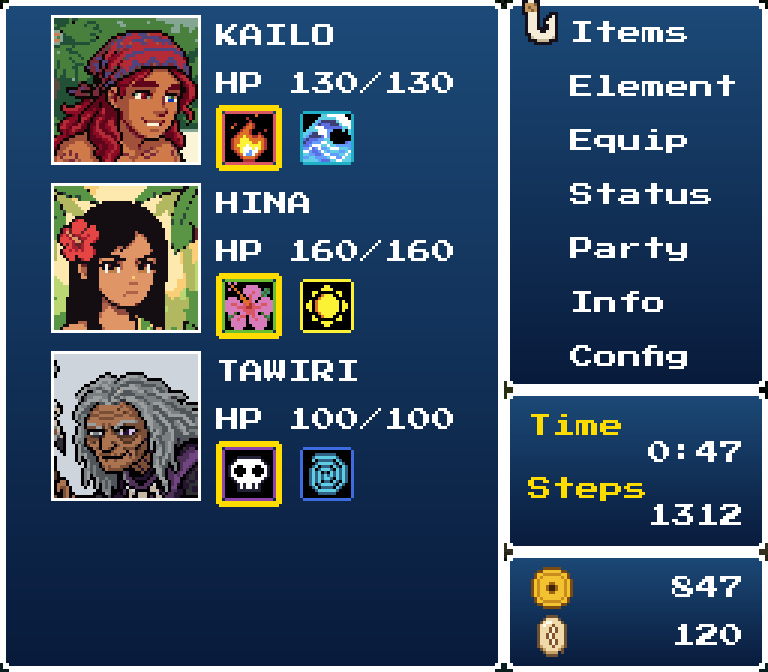 KAILO
HP 130/130
HINA
HP 160/160
TAWIRI
HP 100/100
Items
Element
Equip
Status
Party
Info
Config
Time
0:47
Steps
1312
847
120